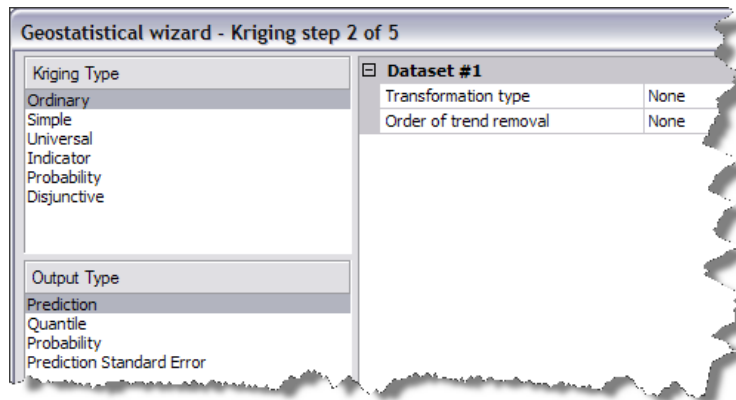 Geostatistical wizard - Kriging step 2 of 5
Kriging Type
Ordinary
Simple
Universal
Indicator
Probability
Disjunctive
Output Type
Prediction
Quantile
Probability
Prediction Standard Error
Dataset #1
Transformation type None
Order of trend removal None